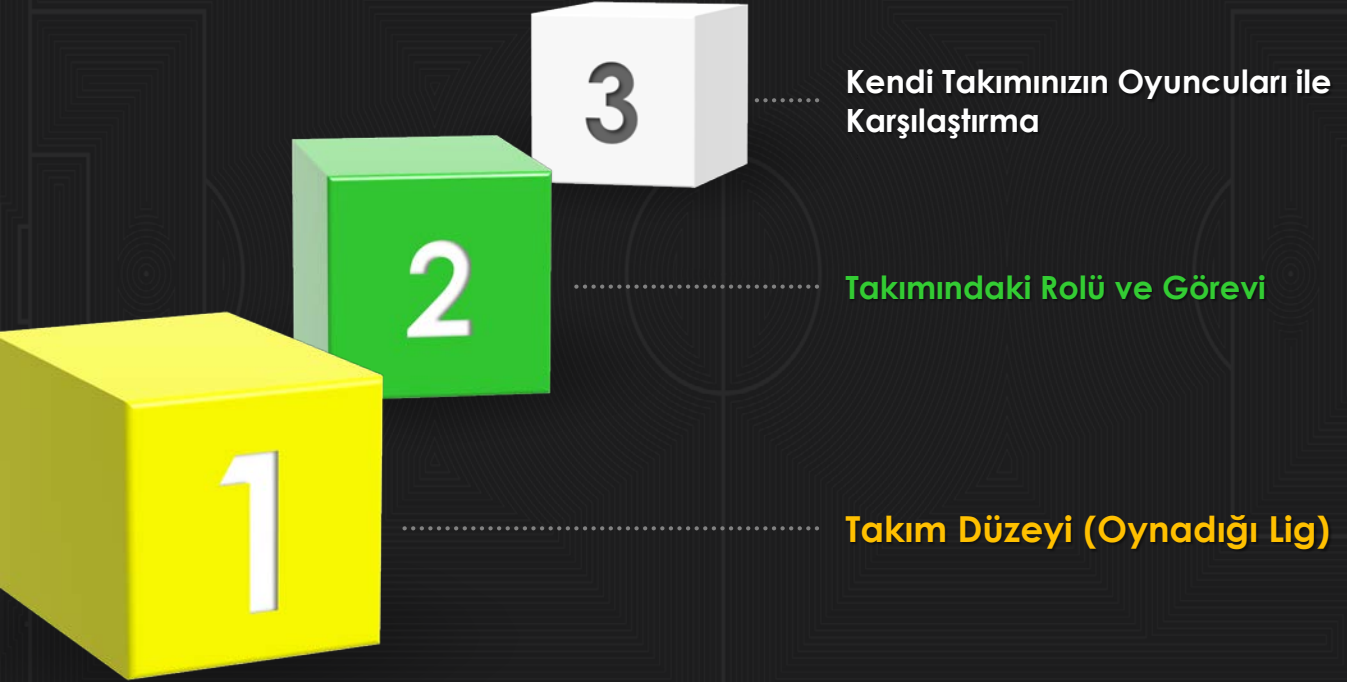 3
Kendi Takımınızın Oyuncuları ile
Karşılaştırma
2
Takımındaki Rolü ve Görevi
1
Takım Düzeyi (Oynadığı Lig)